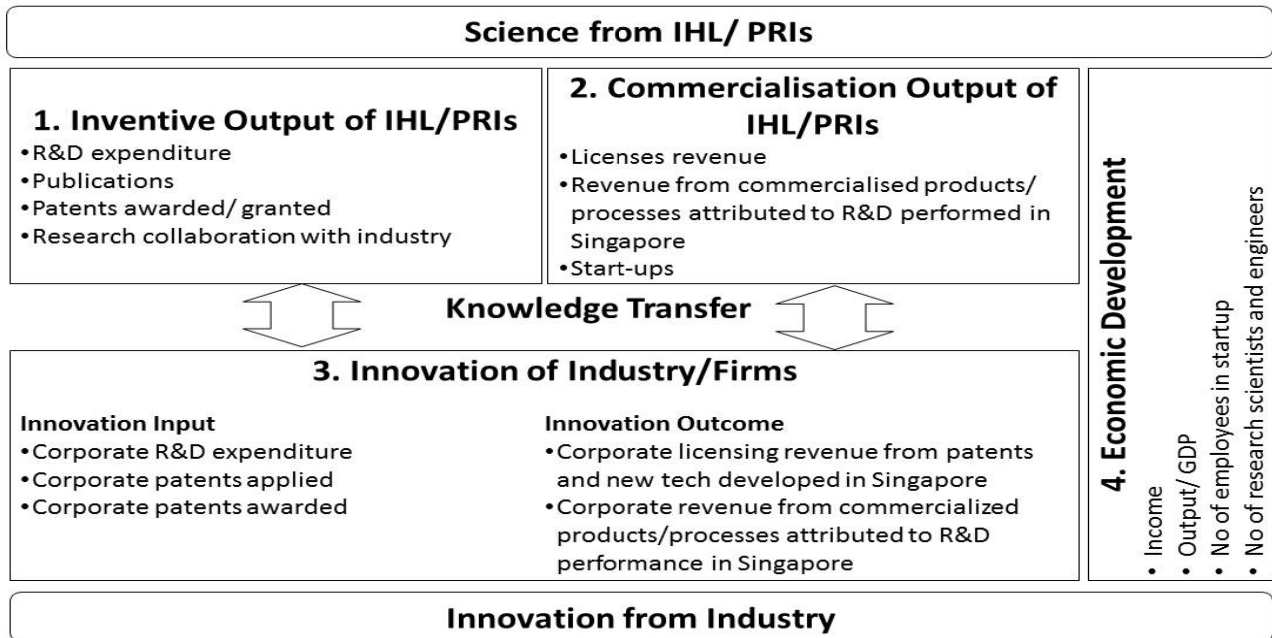 Science from IHL/ PRIs
1. Inventive Output of IHL/PRIs
•R&D expenditure
•Publications
•Patents awarded/ granted
•Research collaboration with industry
2. Commercialisation Output of
IHL/PRIs
•Licenses revenue
•Revenue from commercialised products/
processes attributed to R&D performed in
Singapore
•Start-ups
Knowledge Transfer
3. Innovation of Industry/Firms
Innovation Input
•Corporate R&D expenditure
•Corporate patents applied
•Corporate patents awarded
Innovation Outcome
•Corporate licensing revenue from patents
and new tech developed in Singapore
•Corporate revenue from commercialized
products/processes attributed to R&D
performance in Singapore
4. Economic Development
• Income
• Output/ GDP
• No of employees in startup
• No of research scientists and engineers
Innovation from Industry